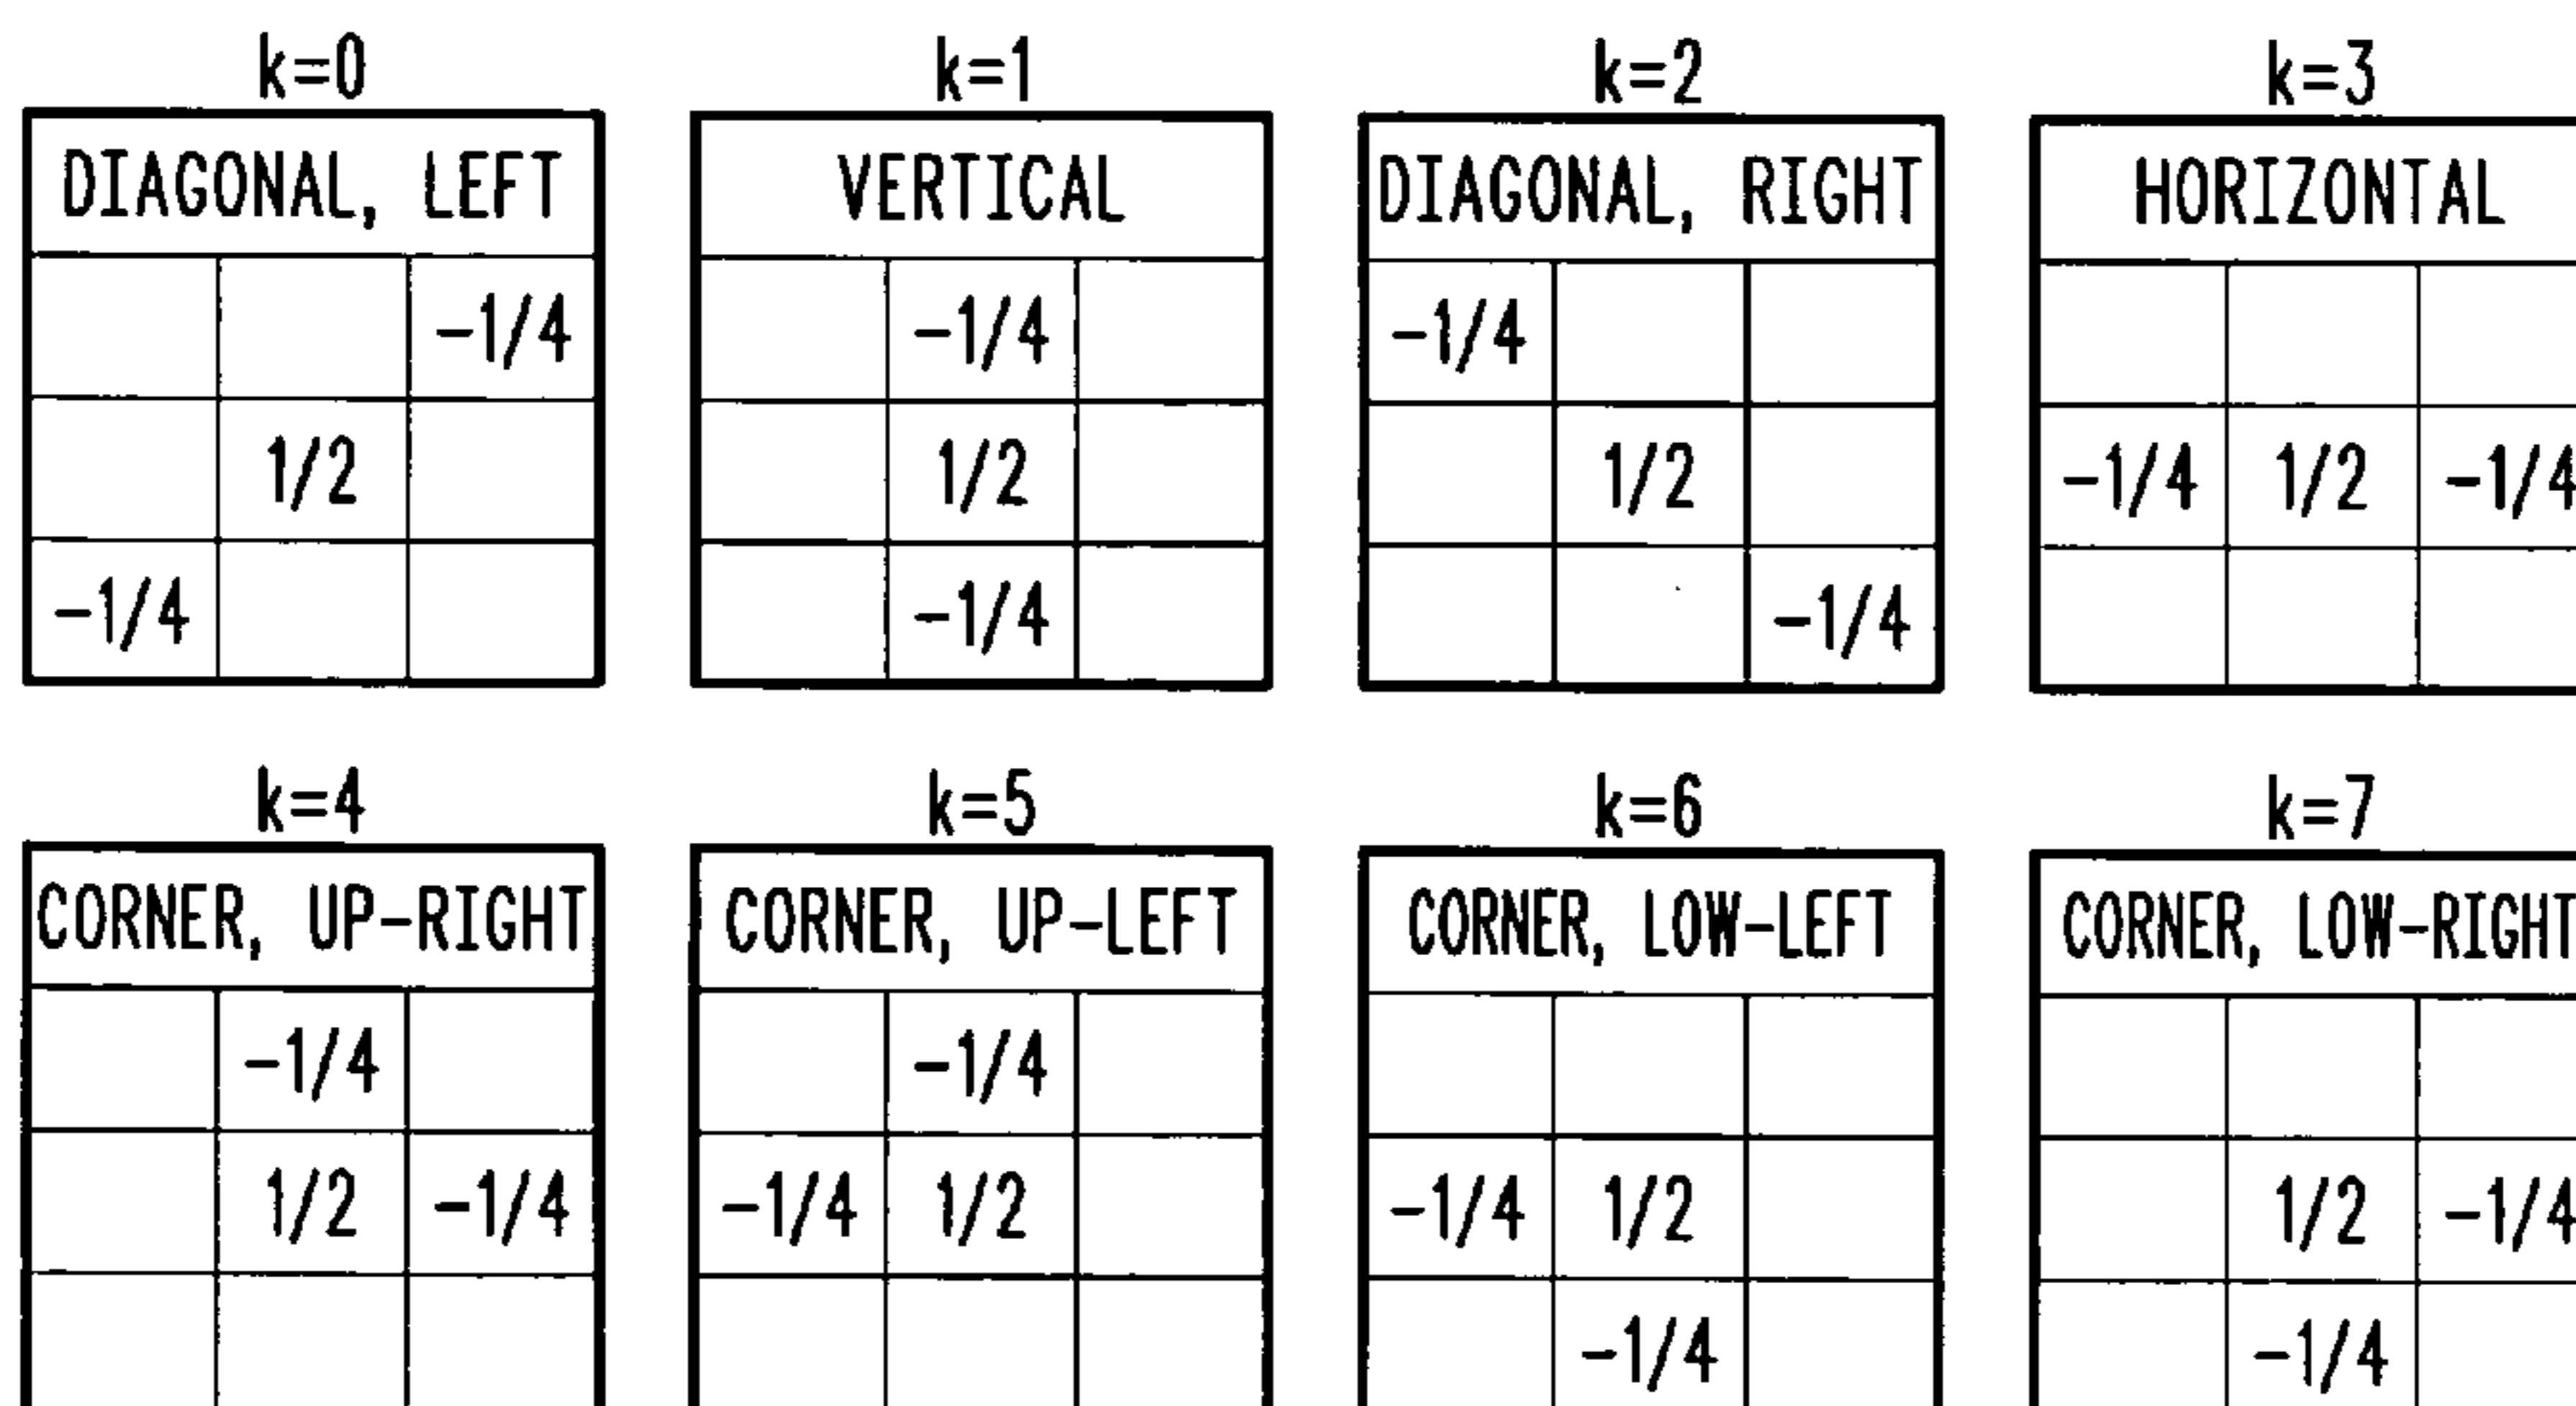 k=0 k=1 k=2 k=3
DIAGONAL, LEFT VERTICAL DIAGONAL, RIGHT HORIZONTAL
-1/4 -1/4 -1/4
1/2 1/2 1/2 -1/4 1/2 -1/4
-1/4 -1/4 -1/4
k=4 k=5 k=6 k=7
CORNER, UP-RIGHT CORNER, UP-LEFT CORNER, LOW-LEFT CORNER, LOW-RIGHT
-1/4 -1/4
1/2 -1/4 -1/4 1/2 -1/4 1/2 1/2 -1/4
-1/4 -1/4